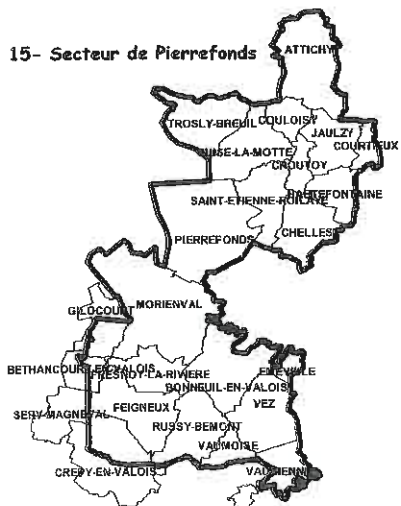 15- Secteur de Pierrefonds
ATTICHY
TROSLY-BREUIL
COULOISY
JAULZY
COURTIEUX
CUISE-LA-MOTTE
CROUTOY
HAUTEFONTAINE
SAINT-ETIENNE-ROILAYE
CHELLES
PIERREFONDS
MORIENVAL
GILOCOURT
BETHANCOURT-EN-VALOIS
FRESNOY-LA-RIVIERE
EMEVILLE
BONNEUIL-EN-VALOIS
VEZ
FEIGNEUX
SERY-MAGNEVAL
RUSSY-BEMONT
VAUMOISE
CREPY-EN-VALOIS